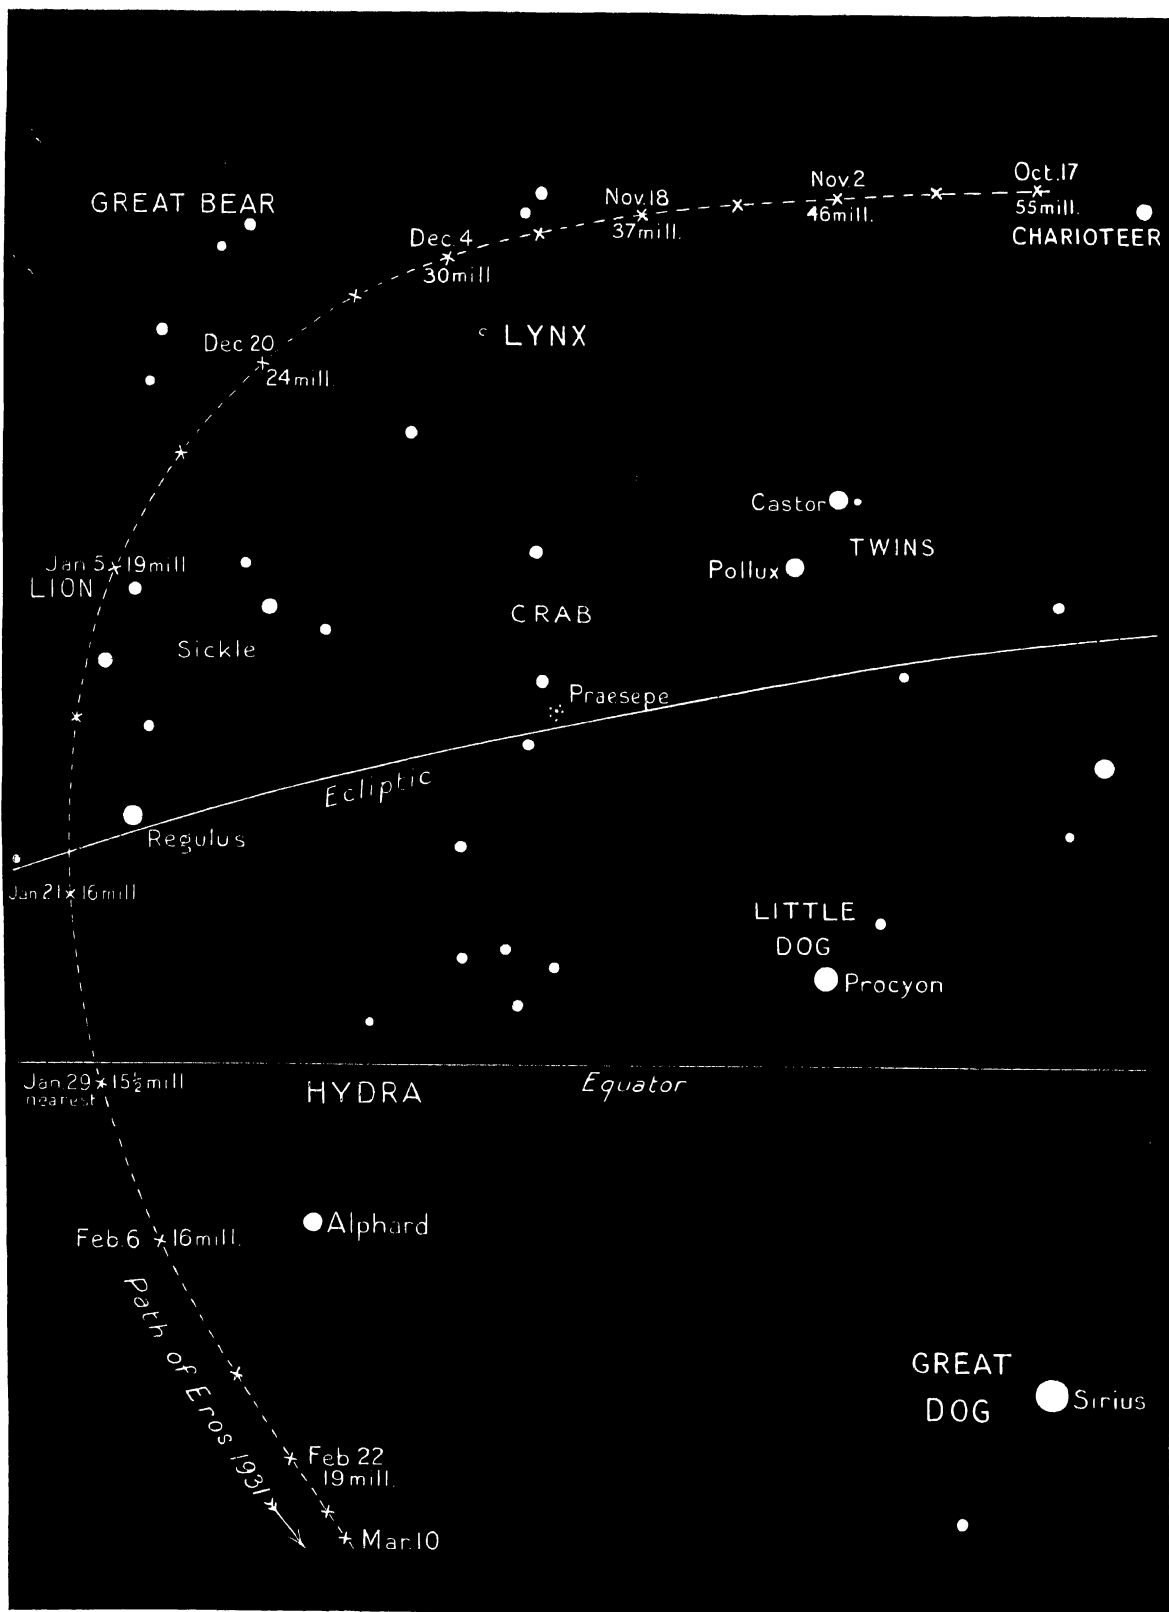 Oct.17
55mill.
CHARIOTEER
Nov.2
46mill.
Nov.18
37mill.
GREAT BEAR
Dec. 4
30mill
LYNX
Dec 20
24mill.
Castor
TWINS
Pollux
Jan 5 19mill
LION
CRAB
Sickle
Praesepe
Ecliptic
Regulus
Jan 21 16mill
LITTLE
DOG
Procyon
Jan.29 15½mill
nearest
HYDRA
Equator
Alphard
Feb.6 16mill.
Path of Eros 1931
GREAT
DOG
Sirius
Feb 22
19mill.
Mar.10